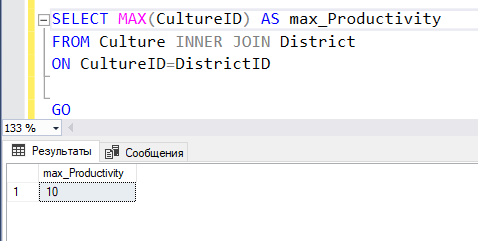 SELECT MAX(CultureID) AS max_Productivity
FROM Culture INNER JOIN District
ON CultureID=DistrictID
GO
133 %
Результаты Сообщения
max_Productivity
1 10